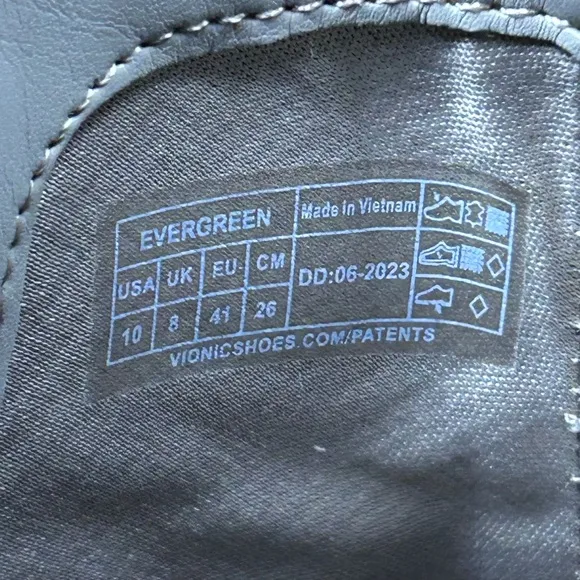 EVERGREEN
Made in Vietnam
USA UK EU CM
10 8 41 26
DD:06-2023
VIONICSHOES.COM/PATENTS